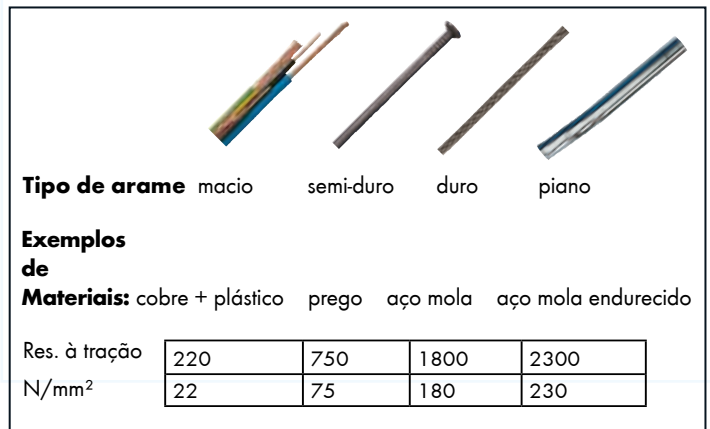 Tipo de arame macio semi-duro duro piano
Exemplos
de
Materiais: cobre + plástico prego aço mola aço mola endurecido
Res. à tração 220 750 1800 2300
N/mm² 22 75 180 230